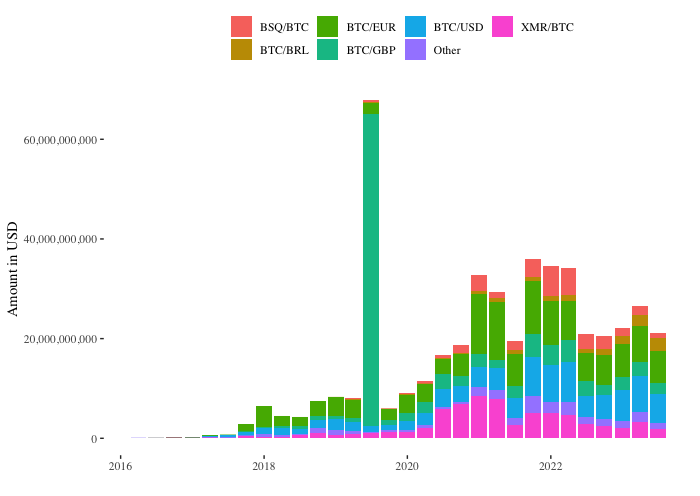 BSQ/BTC BTC/EUR BTC/USD XMR/BTC
BTC/BRL BTC/GBP Other
Amount in USD
60,000,000,000
40,000,000,000
20,000,000,000
0
2016 2018 2020 2022